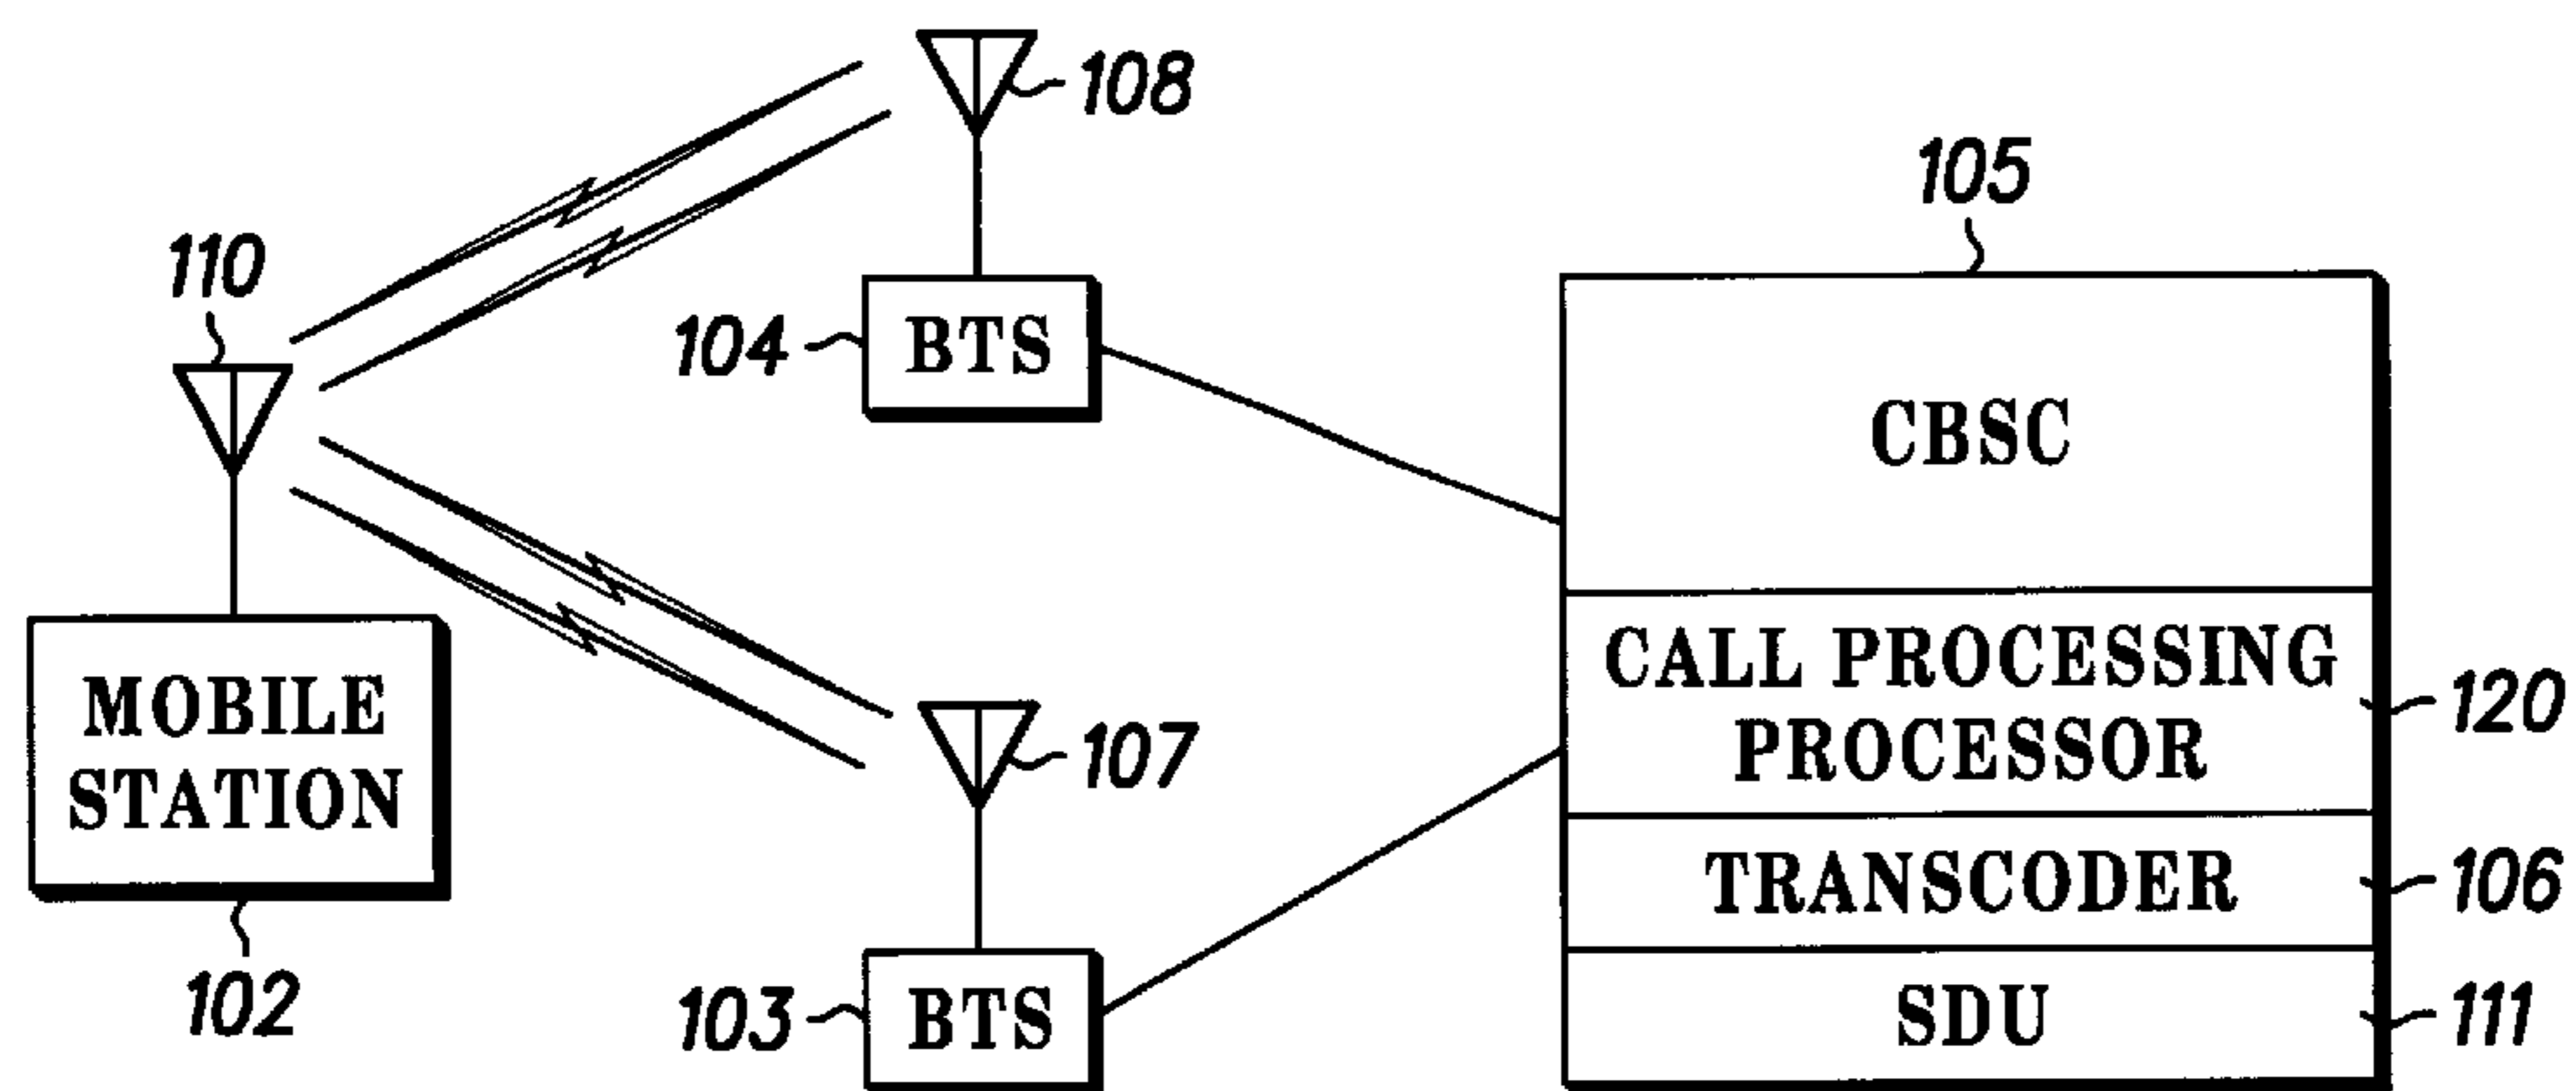 108
105
110
104
BTS
CBSC
MOBILE
STATION
CALL PROCESSING
PROCESSOR
120
107
TRANSCODER
106
102
103
BTS
SDU
111